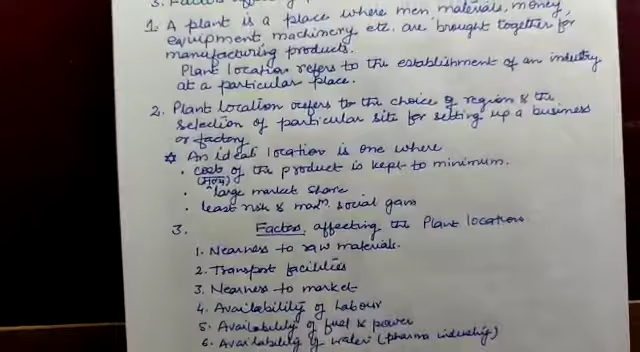 3. Factors affecting
1. A plant is a place where men, materials, money,
equipment, machinery etc. are brought together for
manufacturing products.
Plant location refers to the establishment of an industry
at a particular place.
2. Plant location refers to the choice of region & the
selection of particular site for setting up a business
or factory
☆ An ideal location is one where
• cost of the product is kept to minimum.
(मूल्य)
• large market share
• least risk & maxm social gain
3. Factors affecting the Plant location
1. Nearness to raw materials.
2. Transport facilities
3. Nearness to market
4. Availability of Labour
5. Availability of fuel & power
6. Availability of water (pharma industry)